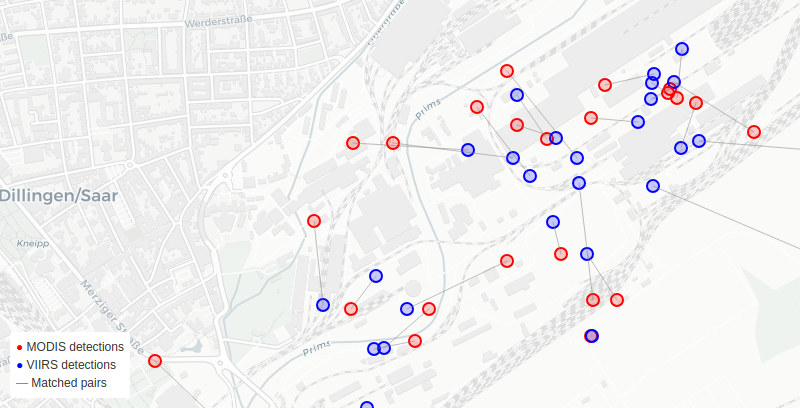 Werderstraße
Prims
Dillingen/Saar
Kneipp
Merziger Straße
Prims
MODIS detections
VIIRS detections
Matched pairs